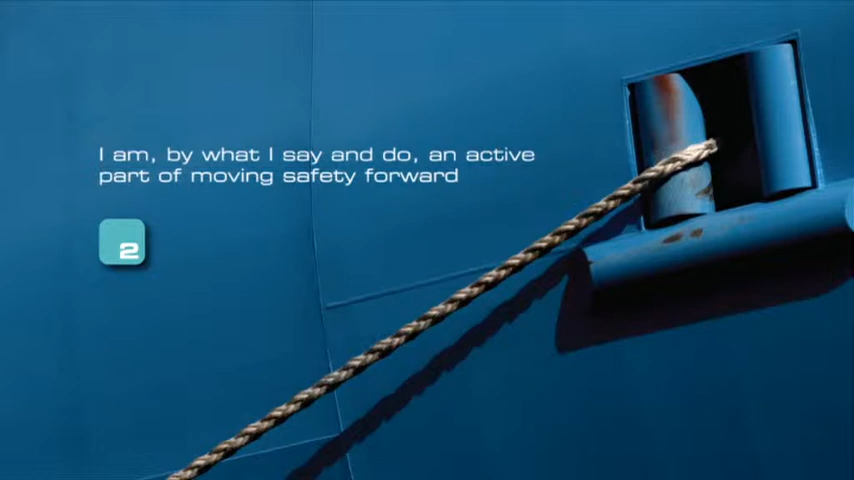 I am, by what I say and do, an active
part of moving safety forward
2